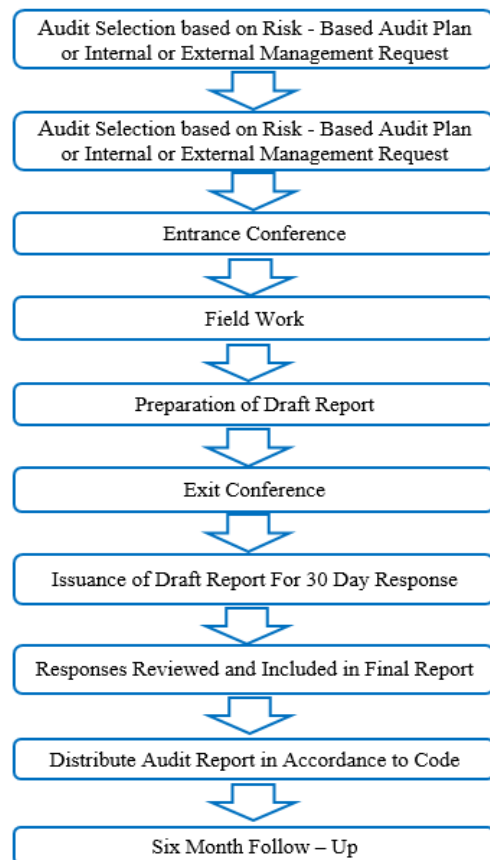 Audit Selection based on Risk - Based Audit Plan
or Internal or External Management Request
Audit Selection based on Risk - Based Audit Plan
or Internal or External Management Request
Entrance Conference
Field Work
Preparation of Draft Report
Exit Conference
Issuance of Draft Report For 30 Day Response
Responses Reviewed and Included in Final Report
Distribute Audit Report in Accordance to Code
Six Month Follow – Up